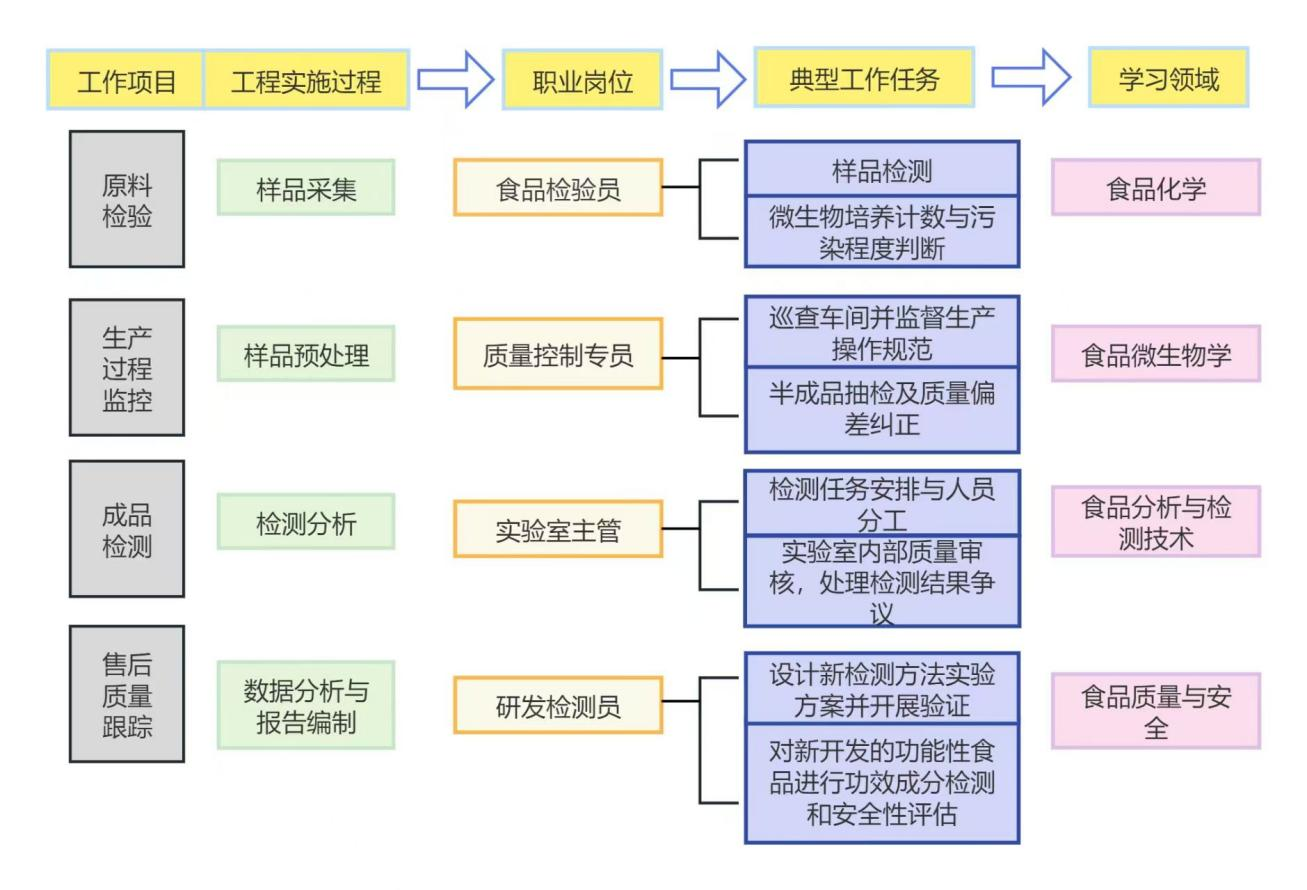 工作项目
工程实施过程
职业岗位
典型工作任务
学习领域
原料
检验
样品采集
食品检验员
样品检测
微生物培养计数与污
染程度判断
食品化学
生产
过程
监控
样品预处理
质量控制专员
巡查车间并监督生产
操作规范
半成品抽检及质量偏
差纠正
食品微生物学
成品
检测
检测分析
实验室主管
检测任务安排与人员
分工
实验室内部质量审
核，处理检测结果争
议
食品分析与检
测技术
售后
质量
跟踪
数据分析与
报告编制
研发检测员
设计新检测方法实验
方案并开展验证
对新开发的功能性食
品进行功效成分检测
和安全性评估
食品质量与安
全